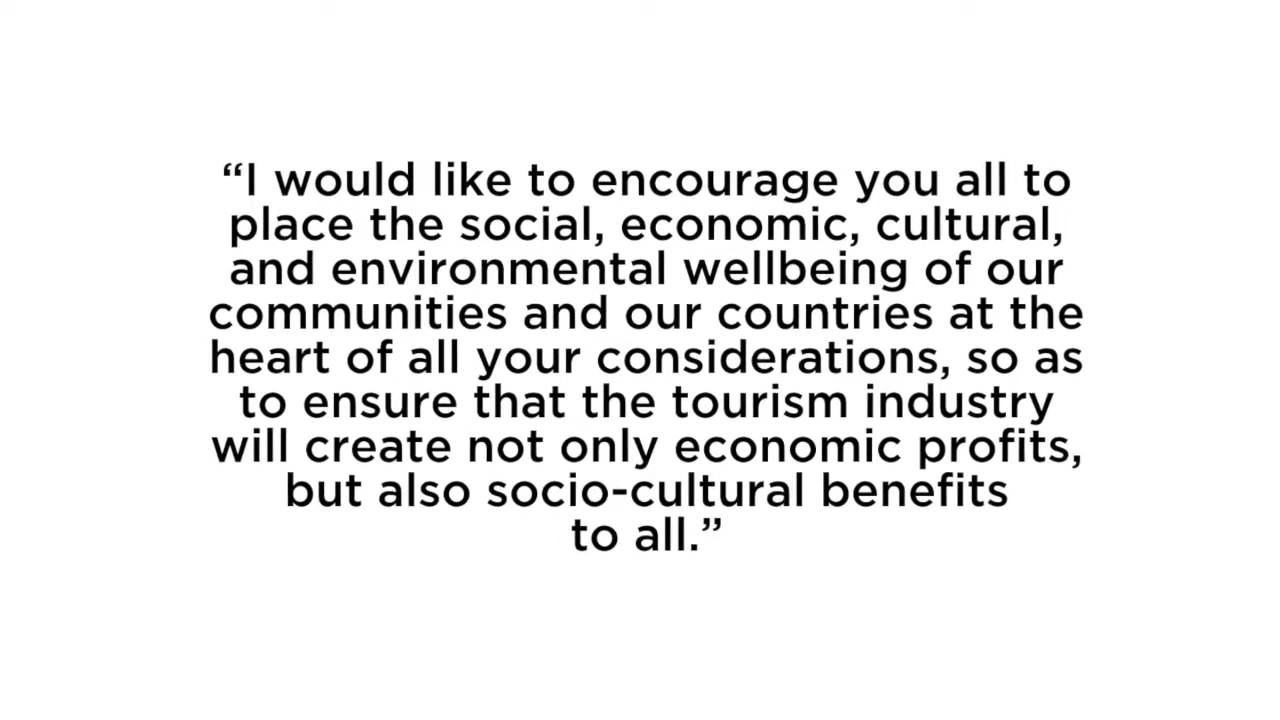 “I would like to encourage you all to
place the social, economic, cultural,
and environmental wellbeing of our
communities and our countries at the
heart of all your considerations, so as
to ensure that the tourism industry
will create not only economic profits,
but also socio-cultural benefits
to all.”